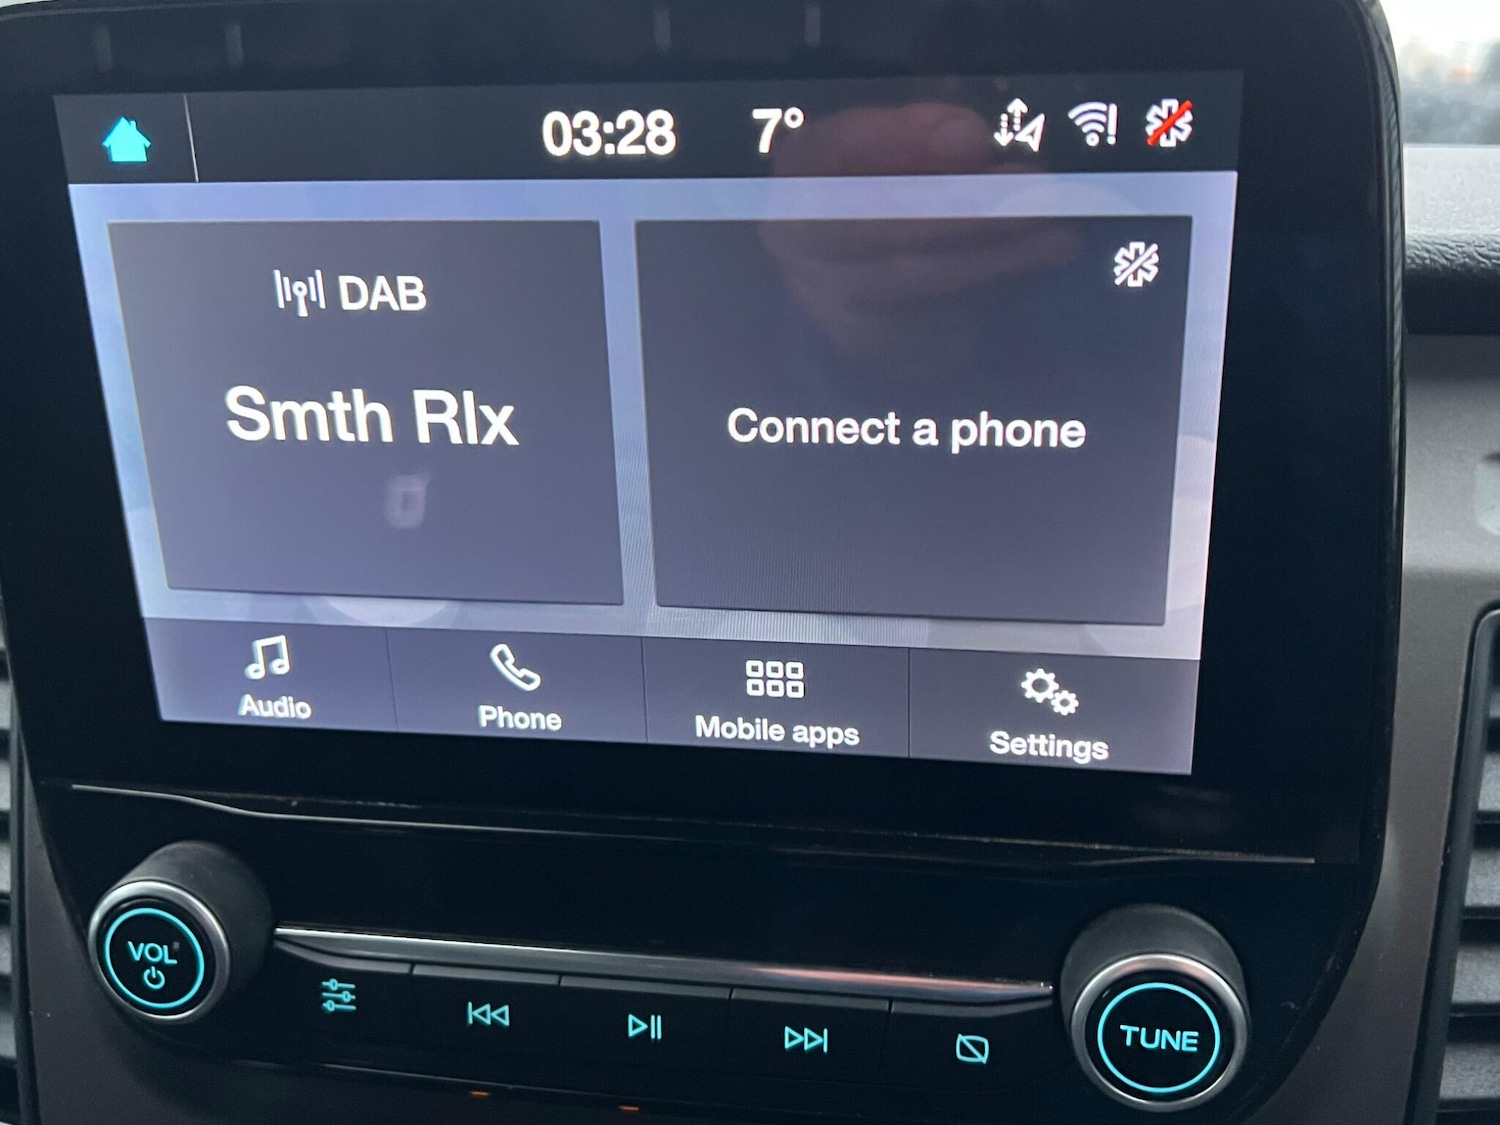 03:28 7°
DAB
Smth Rlx
Connect a phone
Audio
Phone
Mobile apps
Settings
VOL
TUNE